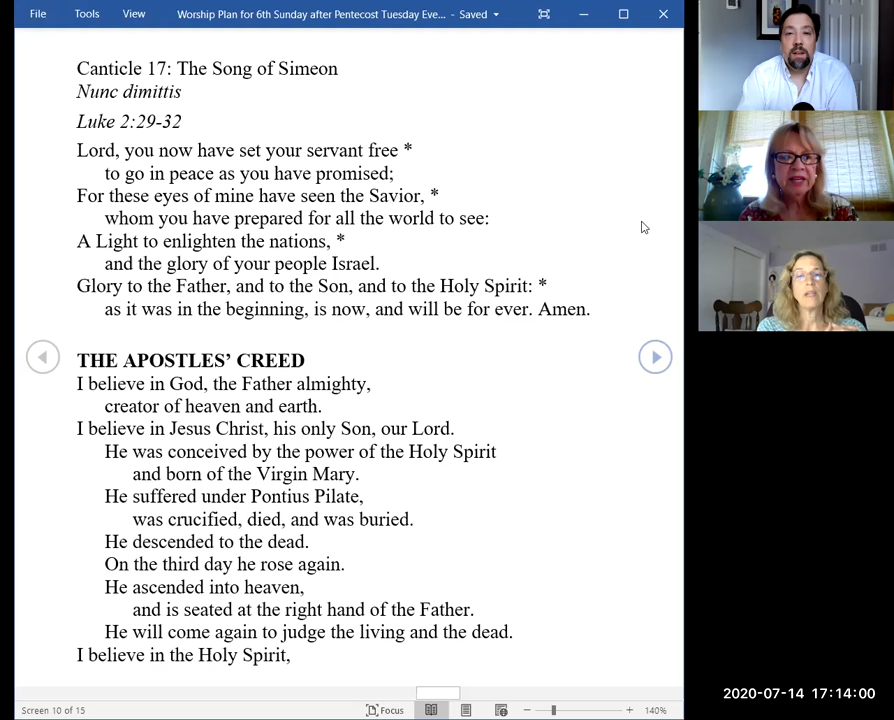 File Tools View Worship Plan for 6th Sunday after Pentecost Tuesday Eve... - Saved
Canticle 17: The Song of Simeon
Nunc dimittis
Luke 2:29-32
Lord, you now have set your servant free *
to go in peace as you have promised;
For these eyes of mine have seen the Savior, *
whom you have prepared for all the world to see:
A Light to enlighten the nations, *
and the glory of your people Israel.
Glory to the Father, and to the Son, and to the Holy Spirit: *
as it was in the beginning, is now, and will be for ever. Amen.
THE APOSTLES’ CREED
I believe in God, the Father almighty,
creator of heaven and earth.
I believe in Jesus Christ, his only Son, our Lord.
He was conceived by the power of the Holy Spirit
and born of the Virgin Mary.
He suffered under Pontius Pilate,
was crucified, died, and was buried.
He descended to the dead.
On the third day he rose again.
He ascended into heaven,
and is seated at the right hand of the Father.
He will come again to judge the living and the dead.
I believe in the Holy Spirit,
2020-07-14 17:14:00
Screen 10 of 15 Focus 140%